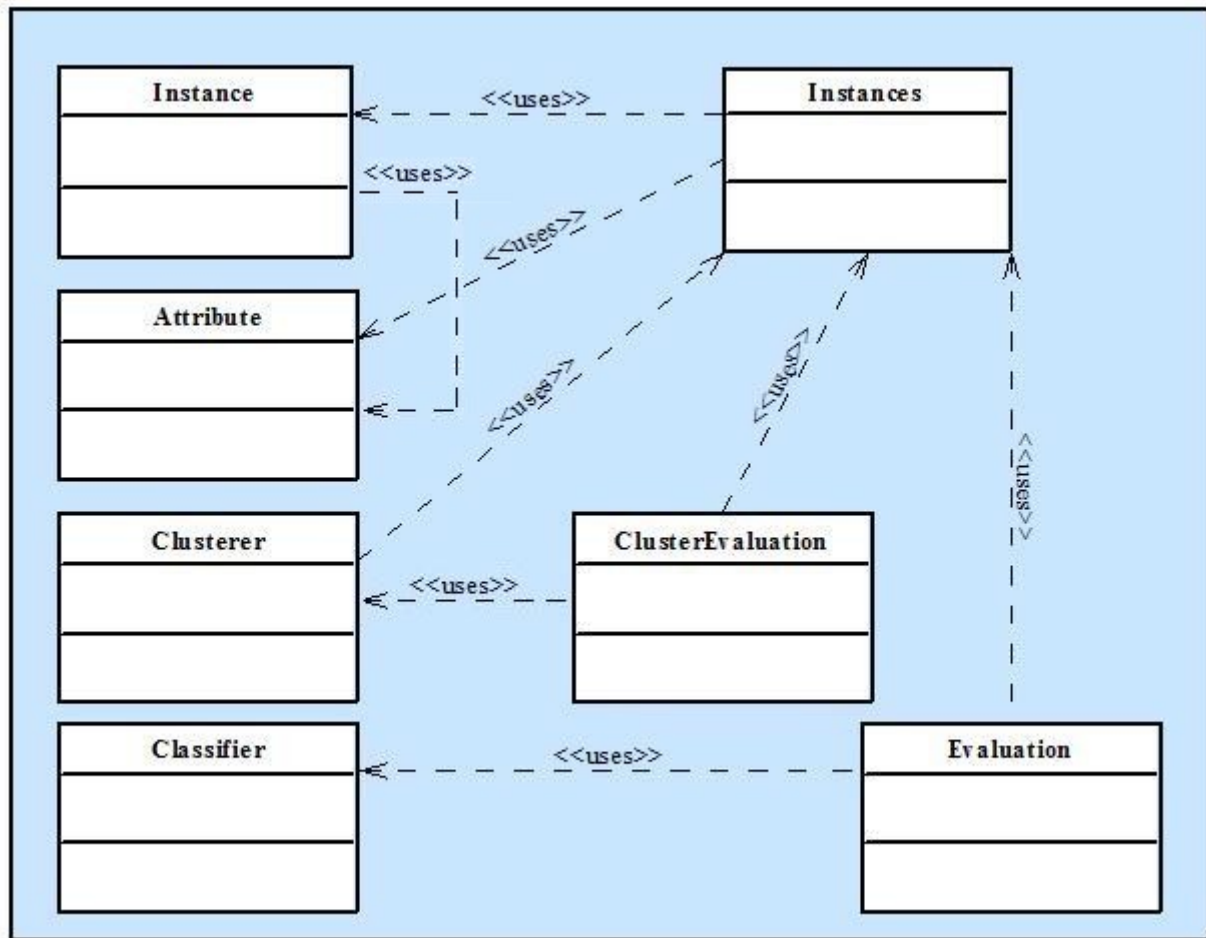 Instance
<<uses>>
Instances
<<uses>>
<<uses>>
Attribute
<<uses>>
<<uses>>
<<uses>>
Clusterer
ClusterEvaluation
<<uses>>
Classifier
<<uses>>
Evaluation